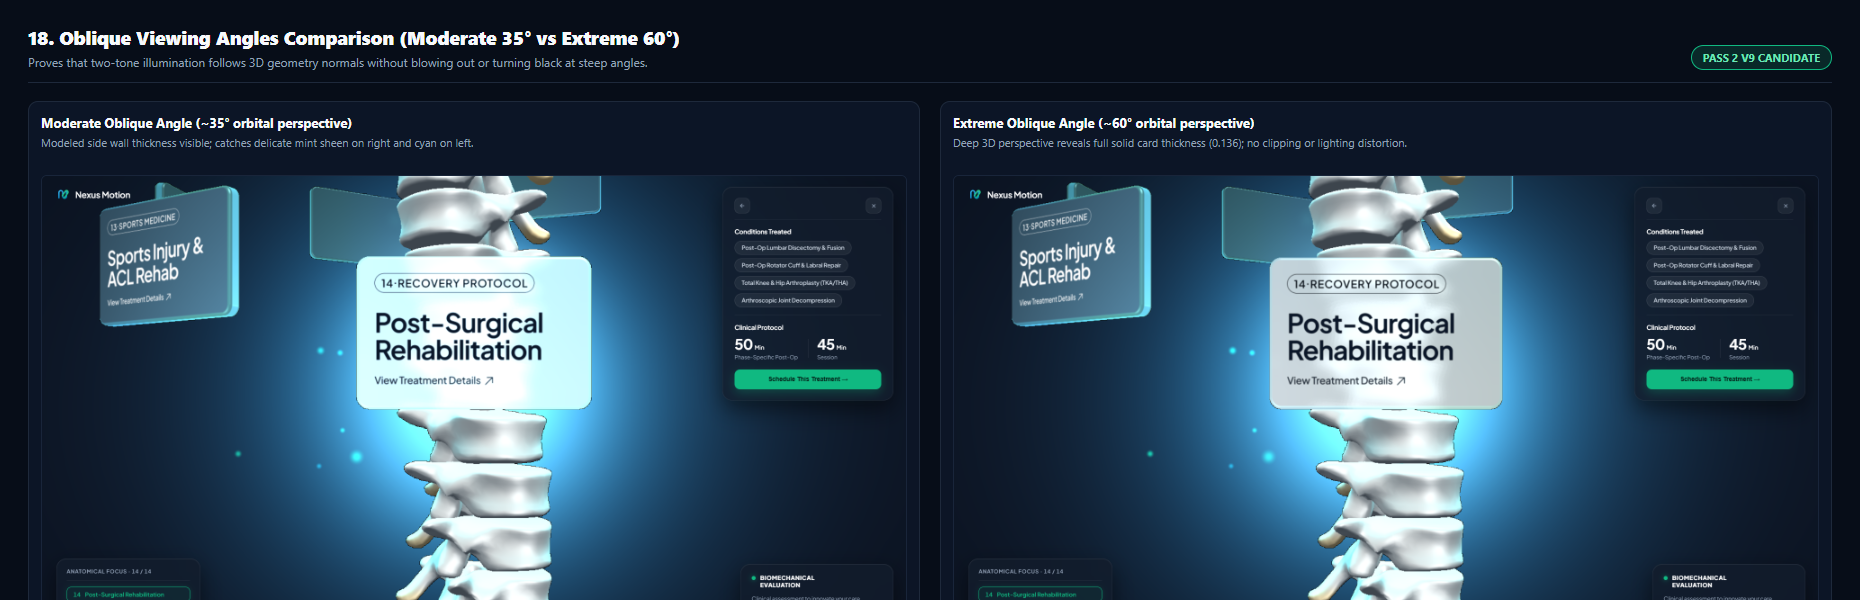 18. Oblique Viewing Angles Comparison (Moderate 35° vs Extreme 60°)
Proves that two-tone illumination follows 3D geometry normals without blowing out or turning black at steep angles.
PASS 2 V9 CANDIDATE
Moderate Oblique Angle (~35° orbital perspective)
Modeled side wall thickness visible; catches delicate mint sheen on right and cyan on left.
Nexus Motion
13·SPORTS MEDICINE
Sports Injury &
ACL Rehab
View Treatment Details ↗
14·RECOVERY PROTOCOL
Post-Surgical
Rehabilitation
View Treatment Details ↗
Conditions Treated
Post-Op Lumbar Discectomy & Fusion
Post-Op Rotator Cuff & Labral Repair
Total Knee & Hip Arthroplasty (TKA/THA)
Arthroscopic Joint Decompression
Clinical Protocol
50 Min
Phase-Specific Post-Op
45 Min
Session
Schedule This Treatment →
ANATOMICAL FOCUS · 14 / 14
14 Post-Surgical Rehabilitation
BIOMECHANICAL
EVALUATION
Extreme Oblique Angle (~60° orbital perspective)
Deep 3D perspective reveals full solid card thickness (0.136); no clipping or lighting distortion.
Nexus Motion
13·SPORTS MEDICINE
Sports Injury &
ACL Rehab
View Treatment Details ↗
14·RECOVERY PROTOCOL
Post-Surgical
Rehabilitation
View Treatment Details ↗
Conditions Treated
Post-Op Lumbar Discectomy & Fusion
Post-Op Rotator Cuff & Labral Repair
Total Knee & Hip Arthroplasty (TKA/THA)
Arthroscopic Joint Decompression
Clinical Protocol
50 Min
Phase-Specific Post-Op
45 Min
Session
Schedule This Treatment →
ANATOMICAL FOCUS · 14 / 14
14 Post-Surgical Rehabilitation
BIOMECHANICAL
EVALUATION